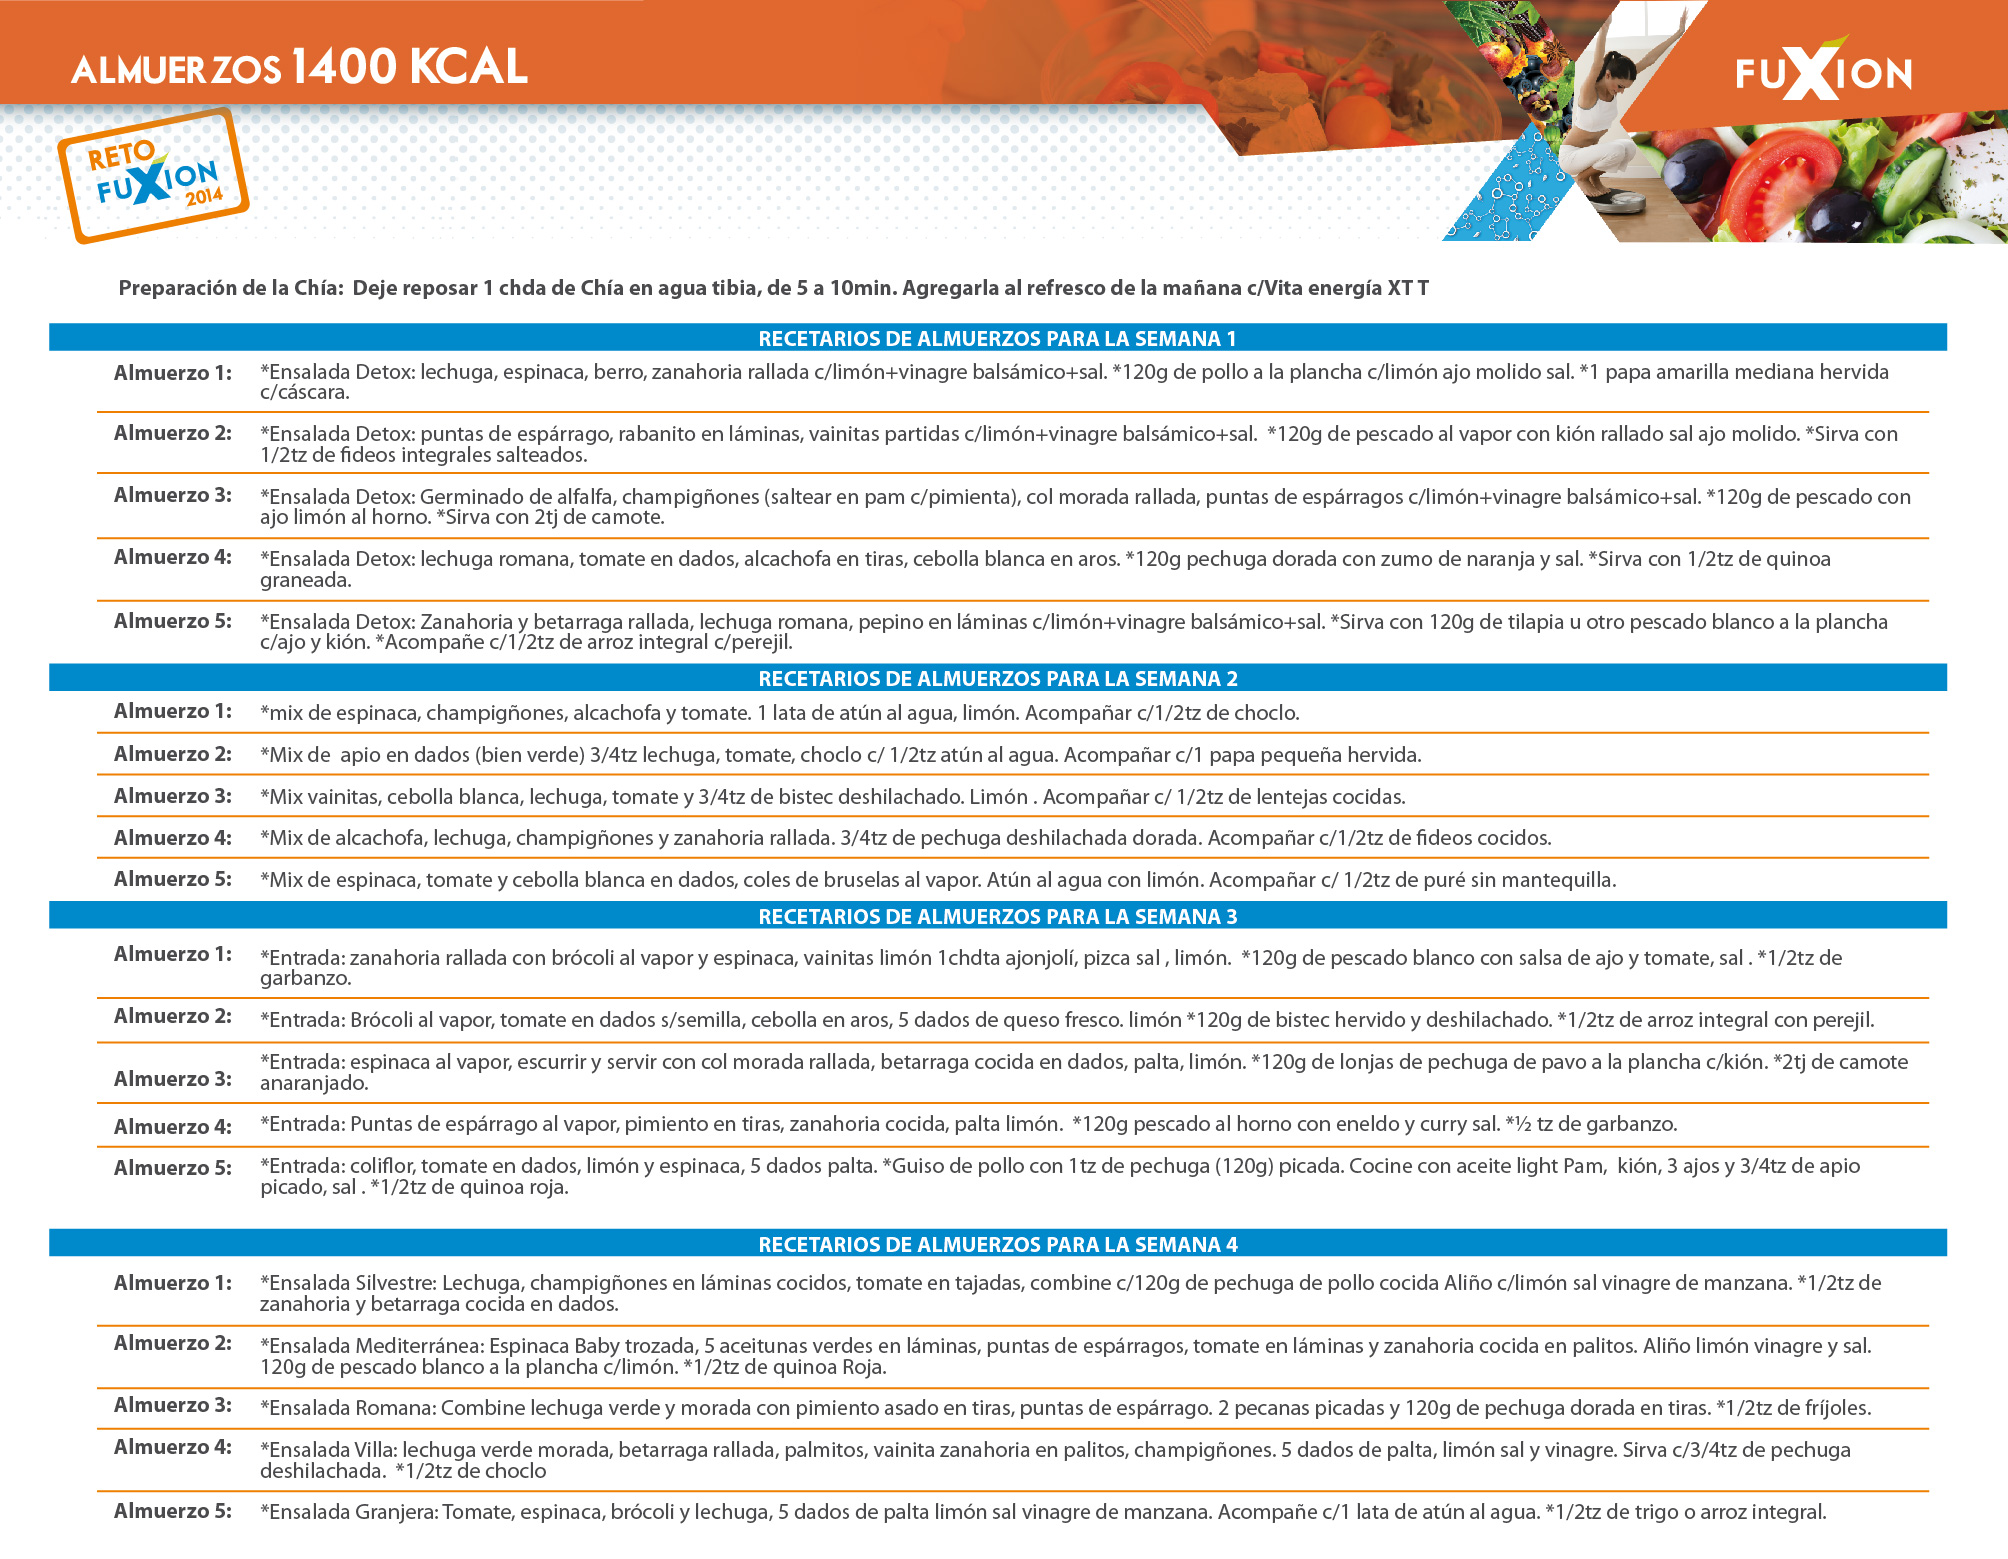 ALMUERZOS 1400 KCAL
FUXION
RETO
FUXION
2014
Preparación de la Chía:  Deje reposar 1 chda de Chía en agua tibia, de 5 a 10min. Agregarla al refresco de la mañana c/Vita energía XT T
RECETARIOS DE ALMUERZOS PARA LA SEMANA 1
Almuerzo 1: *Ensalada Detox: lechuga, espinaca, berro, zanahoria rallada c/limón+vinagre balsámico+sal. *120g de pollo a la plancha c/limón ajo molido sal. *1 papa amarilla mediana hervida
c/cáscara.
Almuerzo 2: *Ensalada Detox: puntas de espárrago, rabanito en láminas, vainitas partidas c/limón+vinagre balsámico+sal.  *120g de pescado al vapor con kión rallado sal ajo molido. *Sirva con
1/2tz de fideos integrales salteados.
Almuerzo 3: *Ensalada Detox: Germinado de alfalfa, champigñones (saltear en pam c/pimienta), col morada rallada, puntas de espárragos c/limón+vinagre balsámico+sal. *120g de pescado con
ajo limón al horno. *Sirva con 2tj de camote.
Almuerzo 4: *Ensalada Detox: lechuga romana, tomate en dados, alcachofa en tiras, cebolla blanca en aros. *120g pechuga dorada con zumo de naranja y sal. *Sirva con 1/2tz de quinoa
graneada.
Almuerzo 5: *Ensalada Detox: Zanahoria y betarraga rallada, lechuga romana, pepino en láminas c/limón+vinagre balsámico+sal. *Sirva con 120g de tilapia u otro pescado blanco a la plancha
c/ajo y kión. *Acompañe c/1/2tz de arroz integral c/perejil.
RECETARIOS DE ALMUERZOS PARA LA SEMANA 2
Almuerzo 1: *mix de espinaca, champigñones, alcachofa y tomate. 1 lata de atún al agua, limón. Acompañar c/1/2tz de choclo.
Almuerzo 2: *Mix de  apio en dados (bien verde) 3/4tz lechuga, tomate, choclo c/ 1/2tz atún al agua. Acompañar c/1 papa pequeña hervida.
Almuerzo 3: *Mix vainitas, cebolla blanca, lechuga, tomate y 3/4tz de bistec deshilachado. Limón . Acompañar c/ 1/2tz de lentejas cocidas.
Almuerzo 4: *Mix de alcachofa, lechuga, champigñones y zanahoria rallada. 3/4tz de pechuga deshilachada dorada. Acompañar c/1/2tz de fideos cocidos.
Almuerzo 5: *Mix de espinaca, tomate y cebolla blanca en dados, coles de bruselas al vapor. Atún al agua con limón. Acompañar c/ 1/2tz de puré sin mantequilla.
RECETARIOS DE ALMUERZOS PARA LA SEMANA 3
Almuerzo 1: *Entrada: zanahoria rallada con brócoli al vapor y espinaca, vainitas limón 1chdta ajonjolí, pizca sal , limón.  *120g de pescado blanco con salsa de ajo y tomate, sal . *1/2tz de
garbanzo.
Almuerzo 2: *Entrada: Brócoli al vapor, tomate en dados s/semilla, cebolla en aros, 5 dados de queso fresco. limón *120g de bistec hervido y deshilachado. *1/2tz de arroz integral con perejil.
Almuerzo 3: *Entrada: espinaca al vapor, escurrir y servir con col morada rallada, betarraga cocida en dados, palta, limón. *120g de lonjas de pechuga de pavo a la plancha c/kión. *2tj de camote
anaranjado.
Almuerzo 4: *Entrada: Puntas de espárrago al vapor, pimiento en tiras, zanahoria cocida, palta limón.  *120g pescado al horno con eneldo y curry sal. *½ tz de garbanzo.
Almuerzo 5: *Entrada: coliflor, tomate en dados, limón y espinaca, 5 dados palta. *Guiso de pollo con 1tz de pechuga (120g) picada. Cocine con aceite light Pam,  kión, 3 ajos y 3/4tz de apio
picado, sal . *1/2tz de quinoa roja.
RECETARIOS DE ALMUERZOS PARA LA SEMANA 4
Almuerzo 1: *Ensalada Silvestre: Lechuga, champigñones en láminas cocidos, tomate en tajadas, combine c/120g de pechuga de pollo cocida Aliño c/limón sal vinagre de manzana. *1/2tz de
zanahoria y betarraga cocida en dados.
Almuerzo 2: *Ensalada Mediterránea: Espinaca Baby trozada, 5 aceitunas verdes en láminas, puntas de espárragos, tomate en láminas y zanahoria cocida en palitos. Aliño limón vinagre y sal.
120g de pescado blanco a la plancha c/limón. *1/2tz de quinoa Roja.
Almuerzo 3: *Ensalada Romana: Combine lechuga verde y morada con pimiento asado en tiras, puntas de espárrago. 2 pecanas picadas y 120g de pechuga dorada en tiras. *1/2tz de fríjoles.
Almuerzo 4: *Ensalada Villa: lechuga verde morada, betarraga rallada, palmitos, vainita zanahoria en palitos, champigñones. 5 dados de palta, limón sal y vinagre. Sirva c/3/4tz de pechuga
deshilachada.  *1/2tz de choclo
Almuerzo 5: *Ensalada Granjera: Tomate, espinaca, brócoli y lechuga, 5 dados de palta limón sal vinagre de manzana. Acompañe c/1 lata de atún al agua. *1/2tz de trigo o arroz integral.